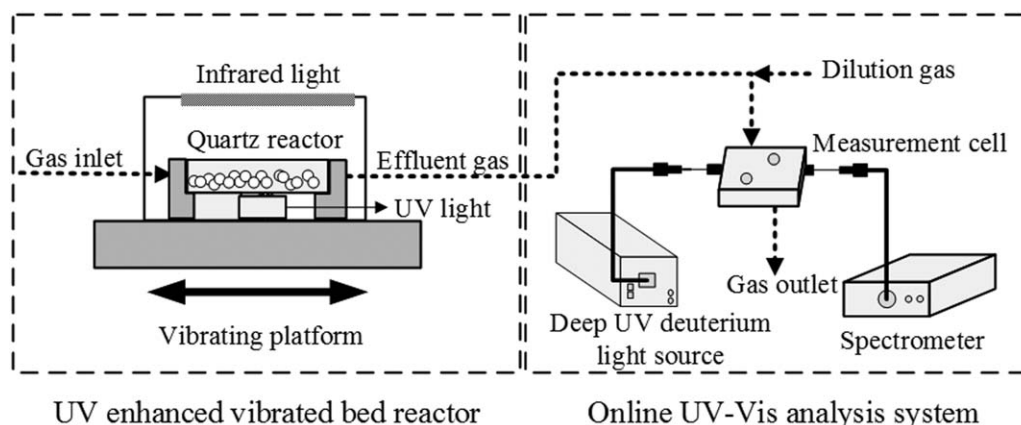 Infrared light
Quartz reactor
Gas inlet
Effluent gas
UV light
Vibrating platform
UV enhanced vibrated bed reactor
Dilution gas
Measurement cell
Gas outlet
Deep UV deuterium
light source
Spectrometer
Online UV-Vis analysis system